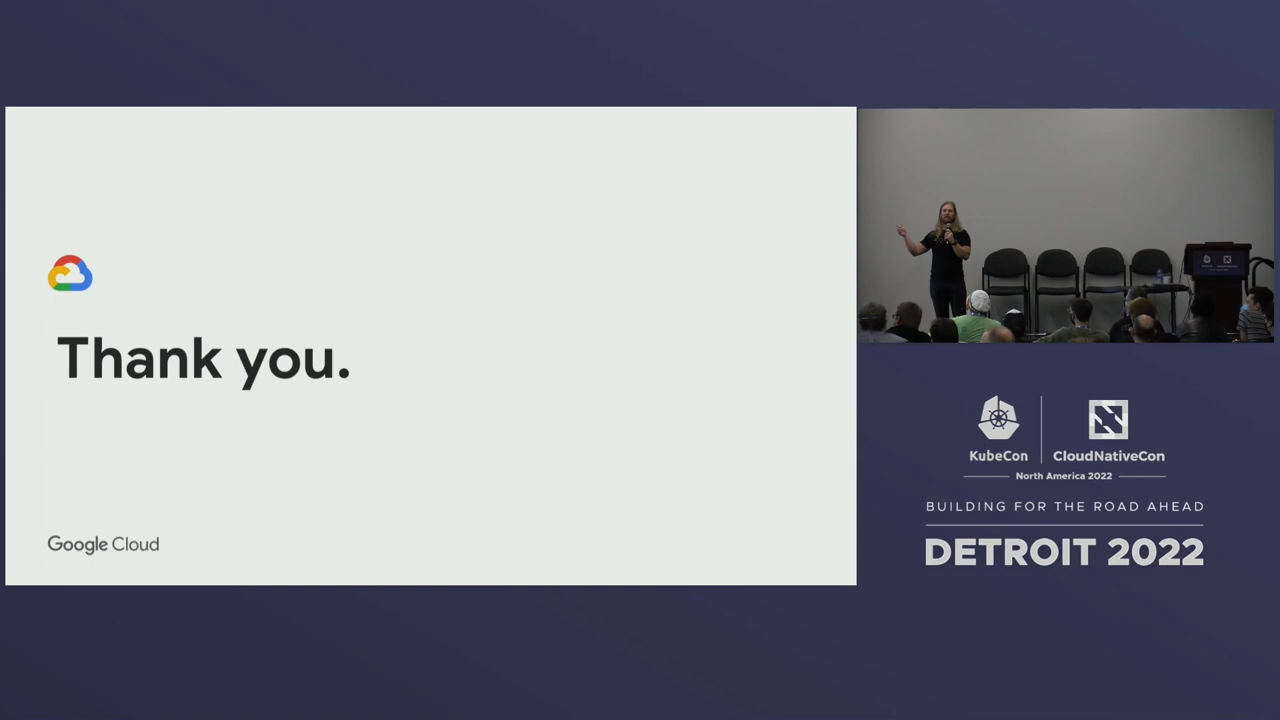 Thank you.
Google Cloud
KubeCon
CloudNativeCon
North America 2022
BUILDING FOR THE ROAD AHEAD
DETROIT 2022